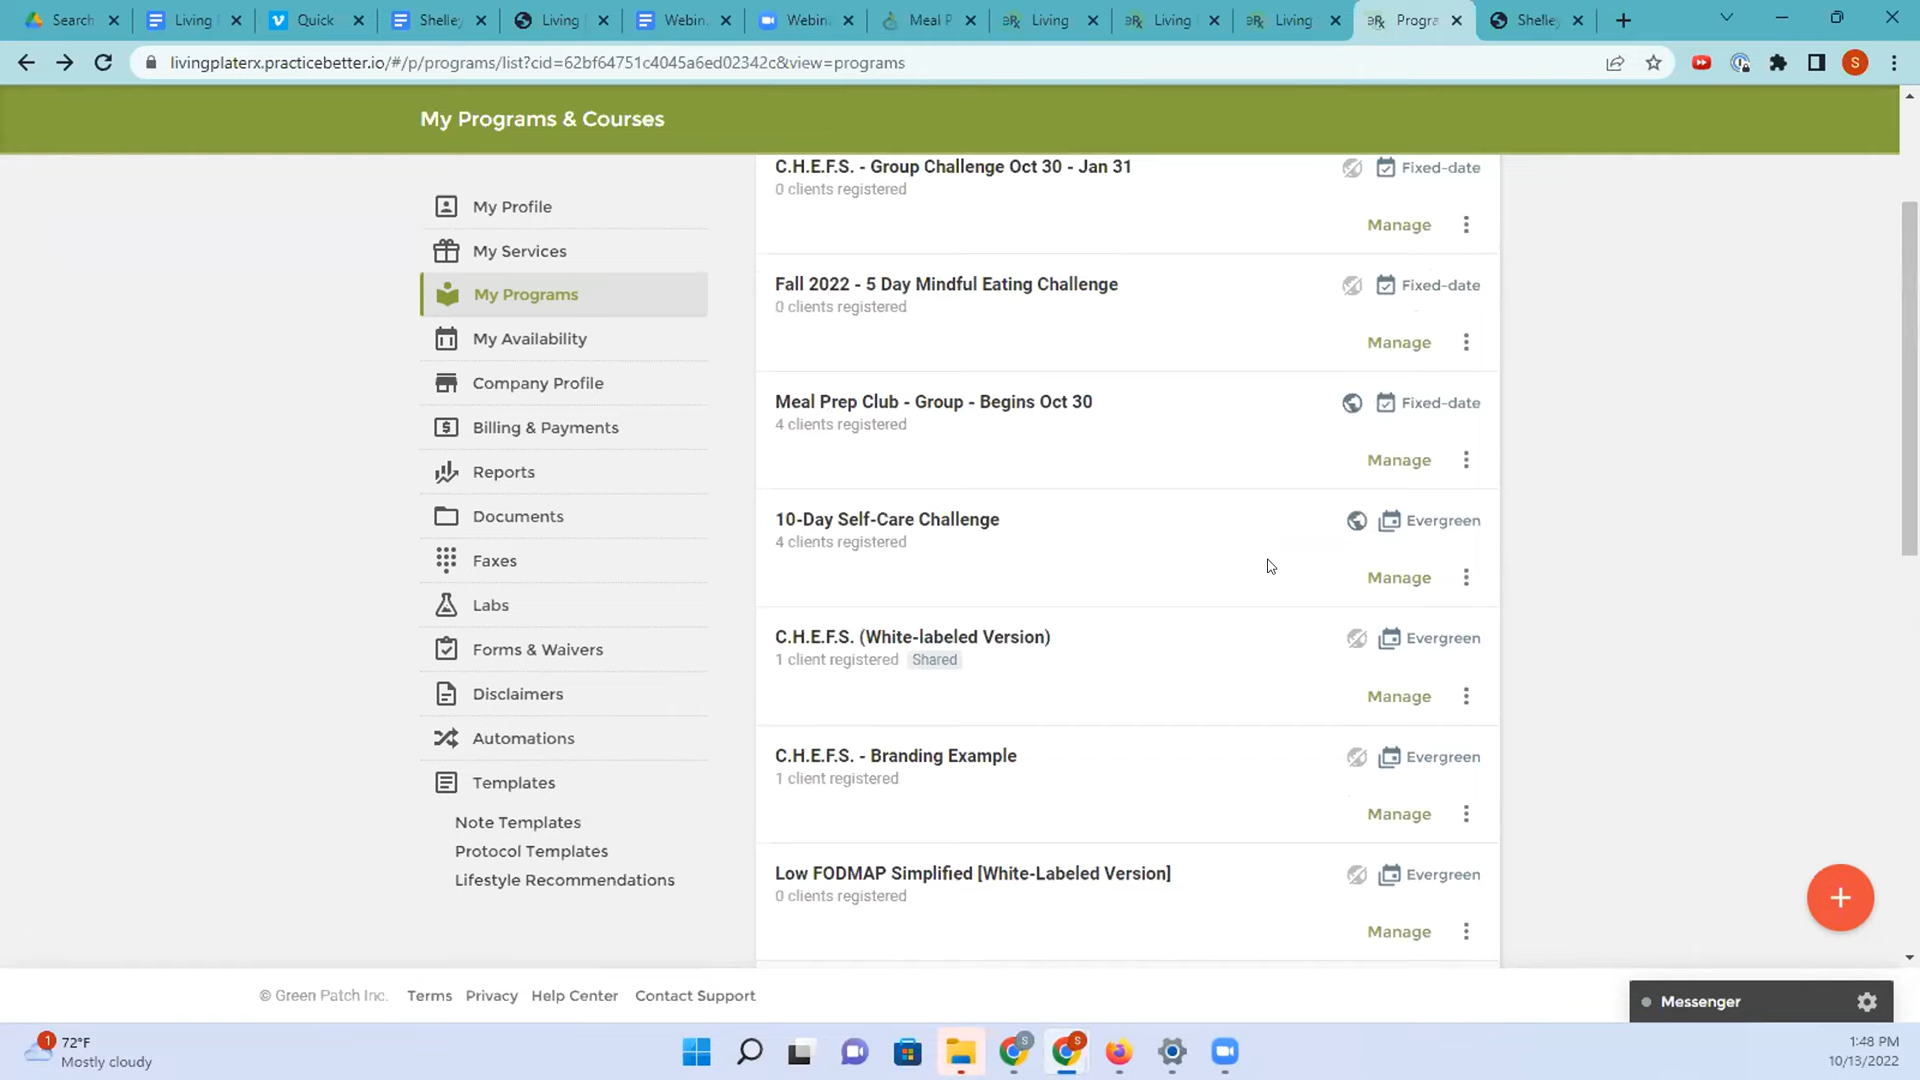 Search
Living
Quick
Shelley
Living
Webin
Webin
Meal P
Living
Living
Living
Progra
Shelley
livingplaterx.practicebetter.io/#/p/programs/list?cid=62bf64751c4045a6ed02342c&view=programs
S
My Programs & Courses
My Profile
My Services
My Programs
My Availability
Company Profile
Billing & Payments
Reports
Documents
Faxes
Labs
Forms & Waivers
Disclaimers
Automations
Templates
Note Templates
Protocol Templates
Lifestyle Recommendations
C.H.E.F.S. - Group Challenge Oct 30 - Jan 31
Fixed-date
0 clients registered
Manage
Fall 2022 - 5 Day Mindful Eating Challenge
Fixed-date
0 clients registered
Manage
Meal Prep Club - Group - Begins Oct 30
Fixed-date
4 clients registered
Manage
10-Day Self-Care Challenge
Evergreen
4 clients registered
Manage
C.H.E.F.S. (White-labeled Version)
Evergreen
1 client registered Shared
Manage
C.H.E.F.S. - Branding Example
Evergreen
1 client registered
Manage
Low FODMAP Simplified [White-Labeled Version]
Evergreen
0 clients registered
Manage
© Green Patch Inc. Terms Privacy Help Center Contact Support
Messenger
1
72°F
Mostly cloudy
S
S
1:48 PM
10/13/2022